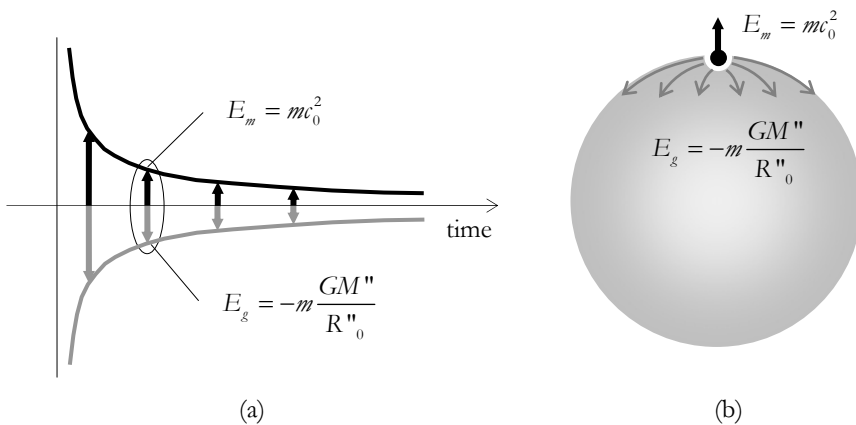 E_m = mc_0^2
time
E_g = -m GM"/R"_0
(a)
E_m = mc_0^2
E_g = -m GM"/R"_0
(b)